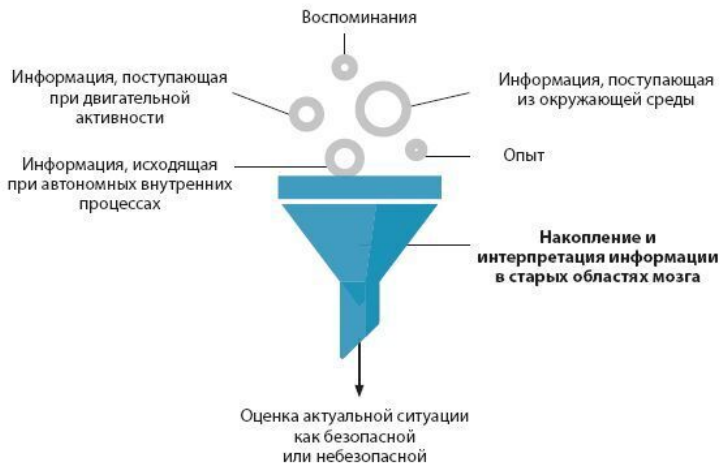 Воспоминания
Информация, поступающая
при двигательной
активности
Информация, поступающая
из окружающей среды
Информация, исходящая
при автономных внутренних
процессах
Опыт
Накопление и
интерпретация информации
в старых областях мозга
Оценка актуальной ситуации
как безопасной
или небезопасной